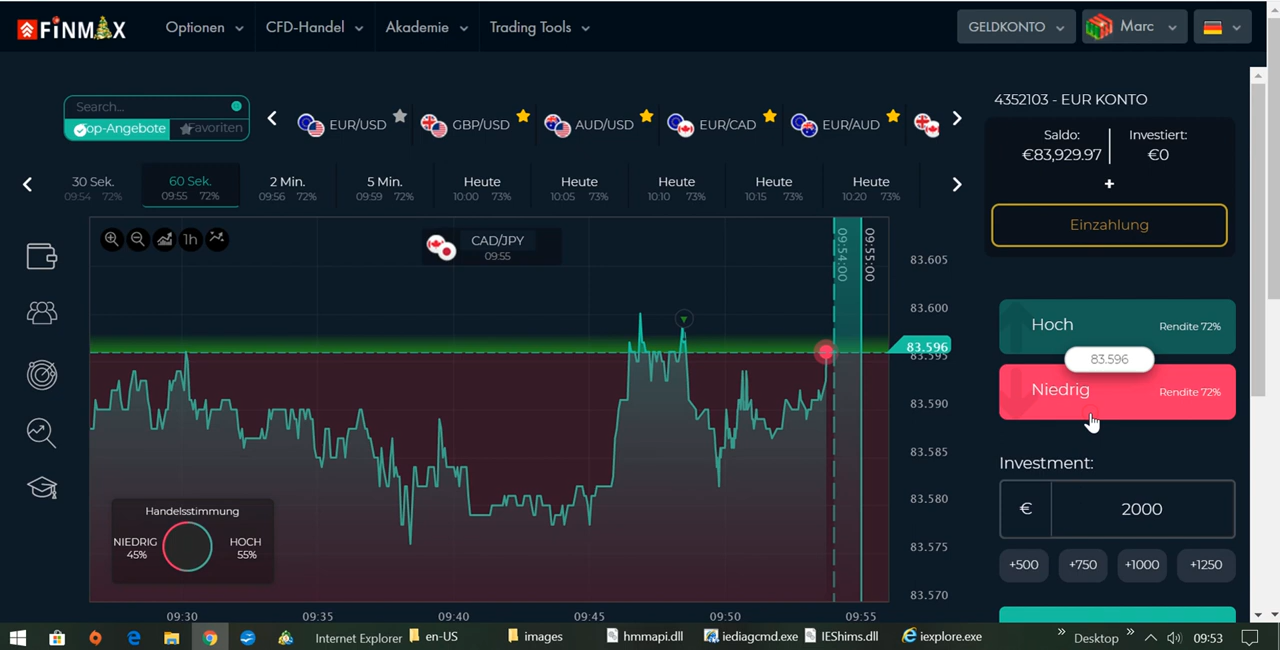 FiNMAX
Optionen
CFD-Handel
Akademie
Trading Tools
GELDKONTO
Marc
Search...
Top-Angebote
Favoriten
EUR/USD
GBP/USD
AUD/USD
EUR/CAD
EUR/AUD
30 Sek.
09:54 72%
60 Sek.
09:55 72%
2 Min.
09:56 72%
5 Min.
09:59 72%
Heute
10:00 73%
Heute
10:05 73%
Heute
10:10 73%
Heute
10:15 73%
Heute
10:20 73%
1h
CAD/JPY
09:55
09:54:00
09:55:00
83.605
83.600
83.596
83.595
83.590
83.585
83.580
83.575
83.570
Handelsstimmung
NIEDRIG
45%
HOCH
55%
09:30
09:35
09:40
09:45
09:50
09:55
4352103 - EUR KONTO
Saldo:
€83,929.97
Investiert:
€0
+
Einzahlung
Hoch
Rendite 72%
83.596
Niedrig
Rendite 72%
Investment:
€
2000
+500
+750
+1000
+1250
Internet Explorer
en-US
images
hmmapi.dll
iediagcmd.exe
IEShims.dll
iexplore.exe
Desktop
09:53